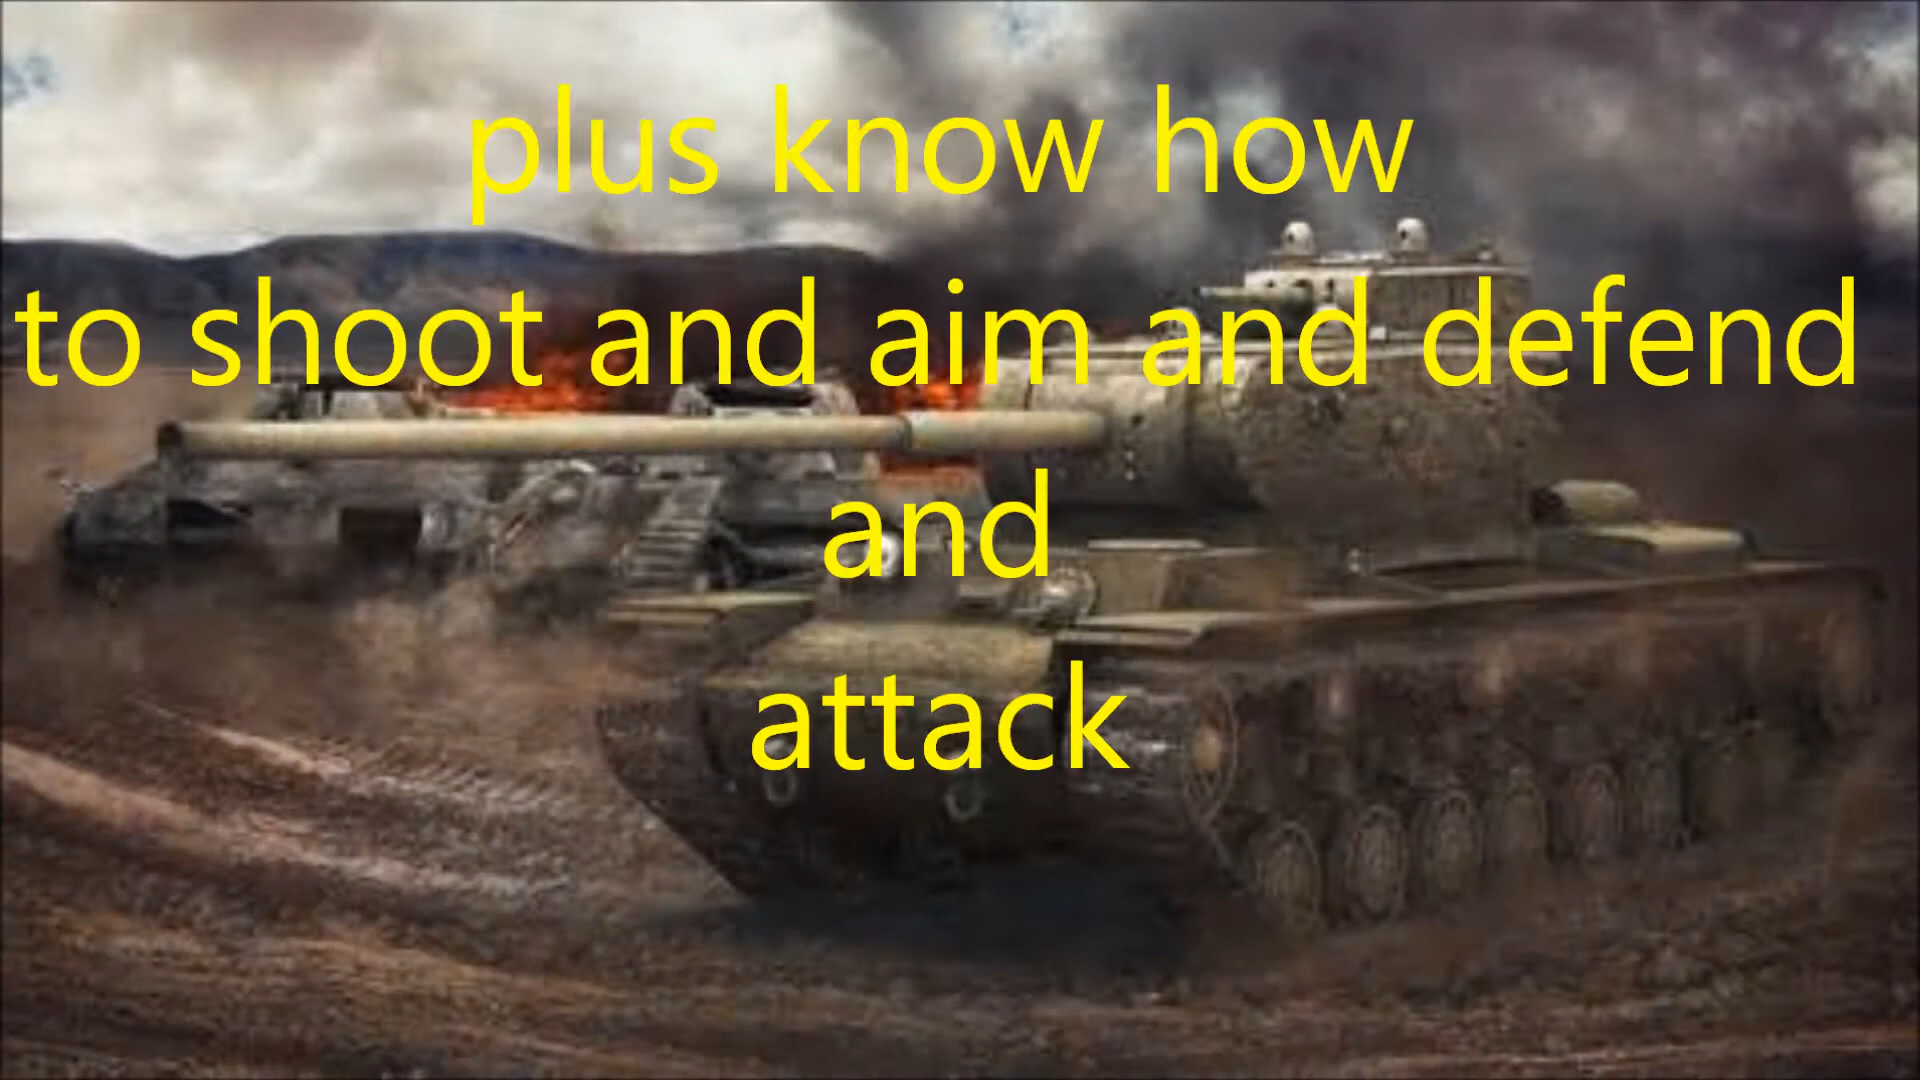 plus know how
to shoot and aim and defend
and
attack